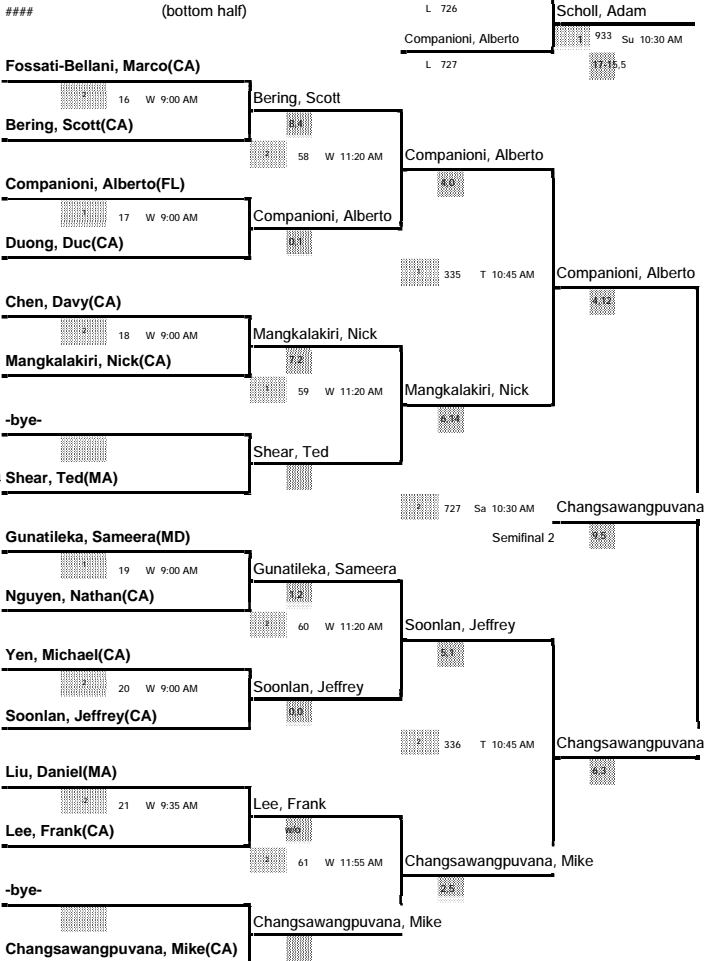 #### (bottom half)
L 726
Scholl, Adam
Companioni, Alberto
1 933 Su 10:30 AM
L 727
17-15,5
Fossati-Bellani, Marco(CA)
2 16 W 9:00 AM
Bering, Scott
Bering, Scott(CA)
8,4
2 58 W 11:20 AM
Companioni, Alberto
Companioni, Alberto(FL)
4,0
1 17 W 9:00 AM
Companioni, Alberto
Duong, Duc(CA)
0,1
1 335 T 10:45 AM
Companioni, Alberto
Chen, Davy(CA)
4,12
2 18 W 9:00 AM
Mangkalakiri, Nick
Mangkalakiri, Nick(CA)
7,2
1 59 W 11:20 AM
Mangkalakiri, Nick
-bye-
6,14
Shear, Ted
Shear, Ted(MA)
2 727 Sa 10:30 AM
Changsawangpuvana
Semifinal 2
9,5
Gunatileka, Sameera(MD)
1 19 W 9:00 AM
Gunatileka, Sameera
Nguyen, Nathan(CA)
1,2
2 60 W 11:20 AM
Soonlan, Jeffrey
Yen, Michael(CA)
5,1
2 20 W 9:00 AM
Soonlan, Jeffrey
Soonlan, Jeffrey(CA)
0,0
2 336 T 10:45 AM
Changsawangpuvana
Liu, Daniel(MA)
6,3
21 W 9:35 AM
Lee, Frank
Lee, Frank(CA)
w/o
2 61 W 11:55 AM
Changsawangpuvana, Mike
-bye-
2,5
Changsawangpuvana, Mike
Changsawangpuvana, Mike(CA)